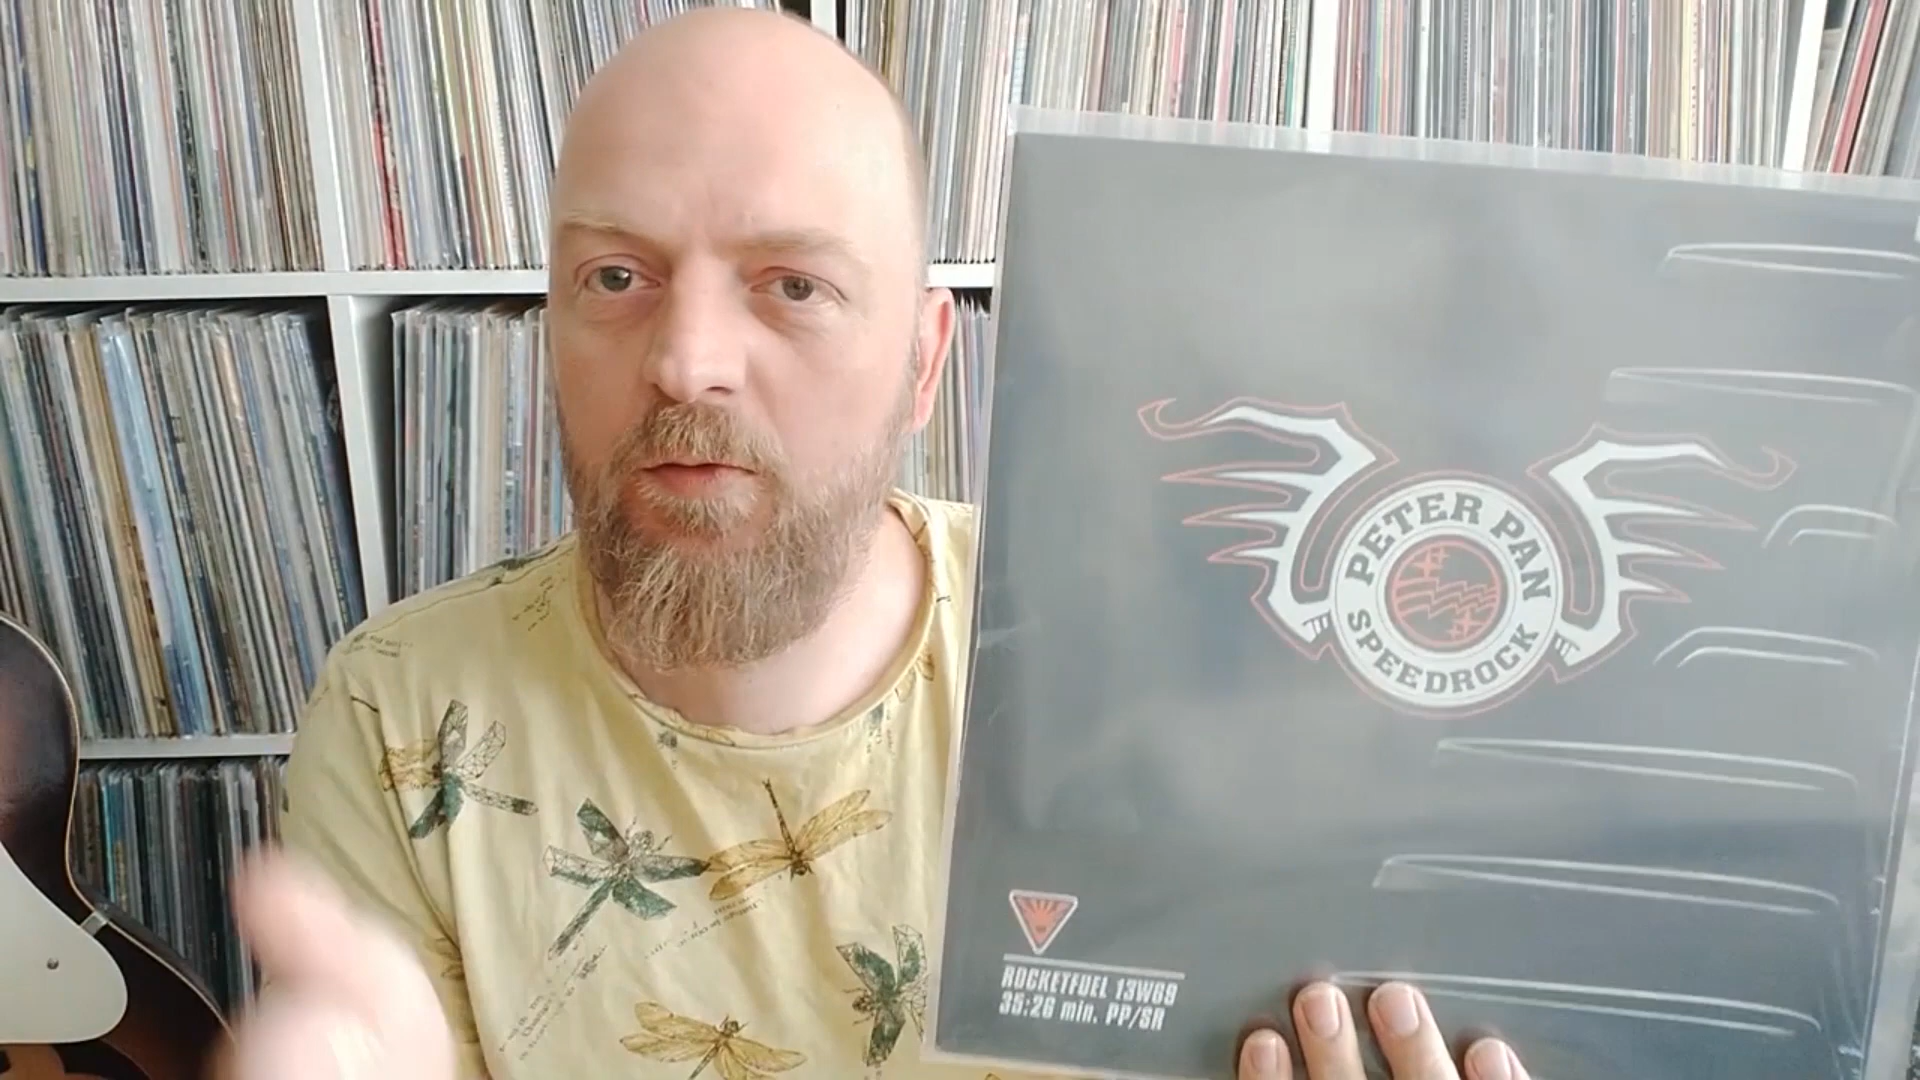 PETER PAN
SPEEDROCK
ROCKETFUEL 13W69
35:26 min. PP/SR